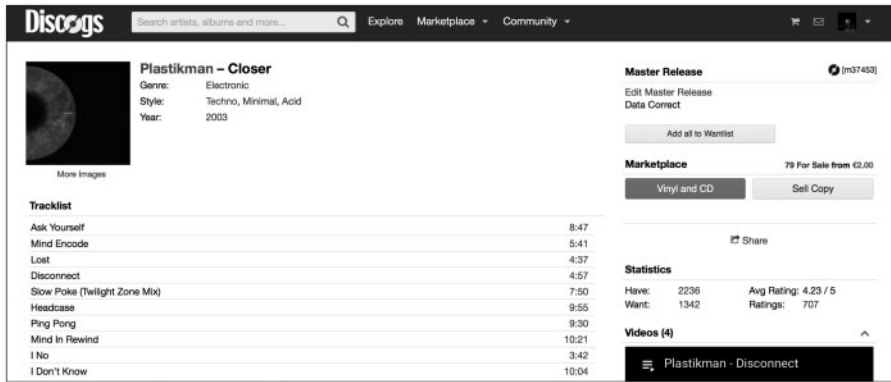 Discogs
Search artists, albums and more...
Explore Marketplace Community
Plastikman – Closer
Genre: Electronic
Style: Techno, Minimal, Acid
Year: 2003
More Images
Tracklist
Ask Yourself 8:47
Mind Encode 5:41
Lost 4:37
Disconnect 4:57
Slow Poke (Twilight Zone Mix) 7:50
Headcase 9:55
Ping Pong 9:30
Mind In Rewind 10:21
I No 3:42
I Don't Know 10:04
Master Release [m37453]
Edit Master Release
Data Correct
Add all to Wantlist
Marketplace 79 For Sale from €2.00
Vinyl and CD Sell Copy
Share
Statistics
Have: 2236 Avg Rating: 4.23 / 5
Want: 1342 Ratings: 707
Videos (4)
Plastikman - Disconnect